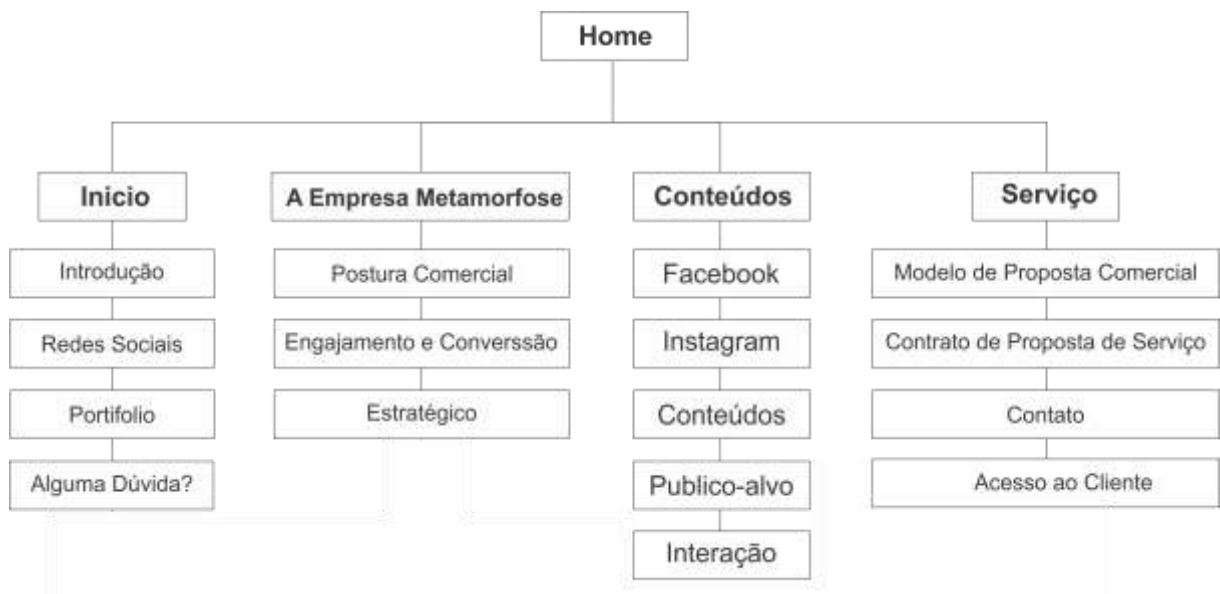 Home
Inicio
A Empresa Metamorfose
Conteúdos
Serviço
Introdução
Redes Sociais
Portifolio
Alguma Dúvida?
Postura Comercial
Engajamento e Converssão
Estratégico
Facebook
Instagram
Conteúdos
Publico-alvo
Interação
Modelo de Proposta Comercial
Contrato de Proposta de Serviço
Contato
Acesso ao Cliente